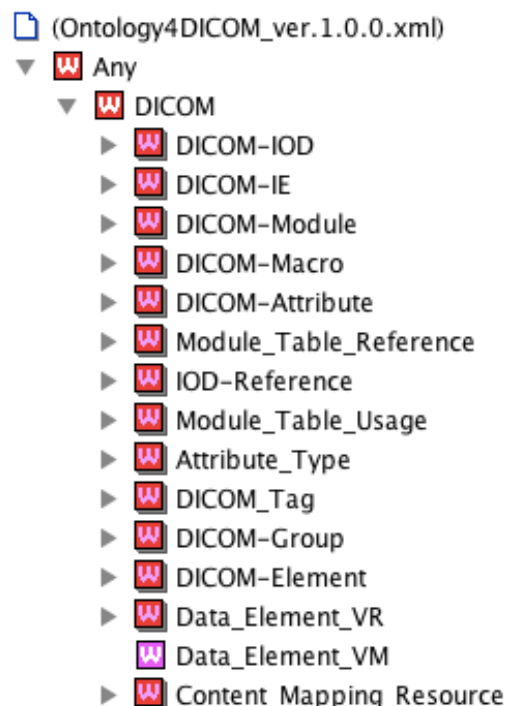 (Ontology4DICOM_ver.1.0.0.xml)
Any
DICOM
DICOM-IOD
DICOM-IE
DICOM-Module
DICOM-Macro
DICOM-Attribute
Module_Table_Reference
IOD-Reference
Module_Table_Usage
Attribute_Type
DICOM_Tag
DICOM-Group
DICOM-Element
Data_Element_VR
Data_Element_VM
Content_Mapping_Resource